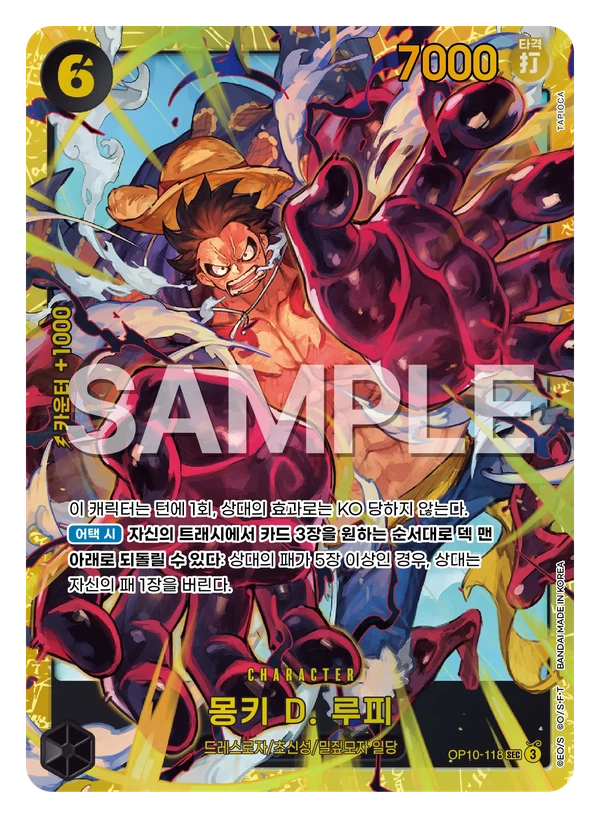 6
7000
타격
打
TAPIOCA
카운터 +1000
SAMPLE
이 캐릭터는 턴에 1회, 상대의 효과로는 KO 당하지 않는다.
어택 시 자신의 트래시에서 카드 3장을 원하는 순서대로 덱 맨
아래로 되돌릴 수 있다: 상대의 패가 5장 이상인 경우, 상대는
자신의 패 1장을 버린다.
CHARACTER
몽키 D. 루피
드레스로자/초신성/밀짚모자 일당
OP10-118 SEC 3
©EO/S ©O/S·F·T BANDAI MADE IN KOREA